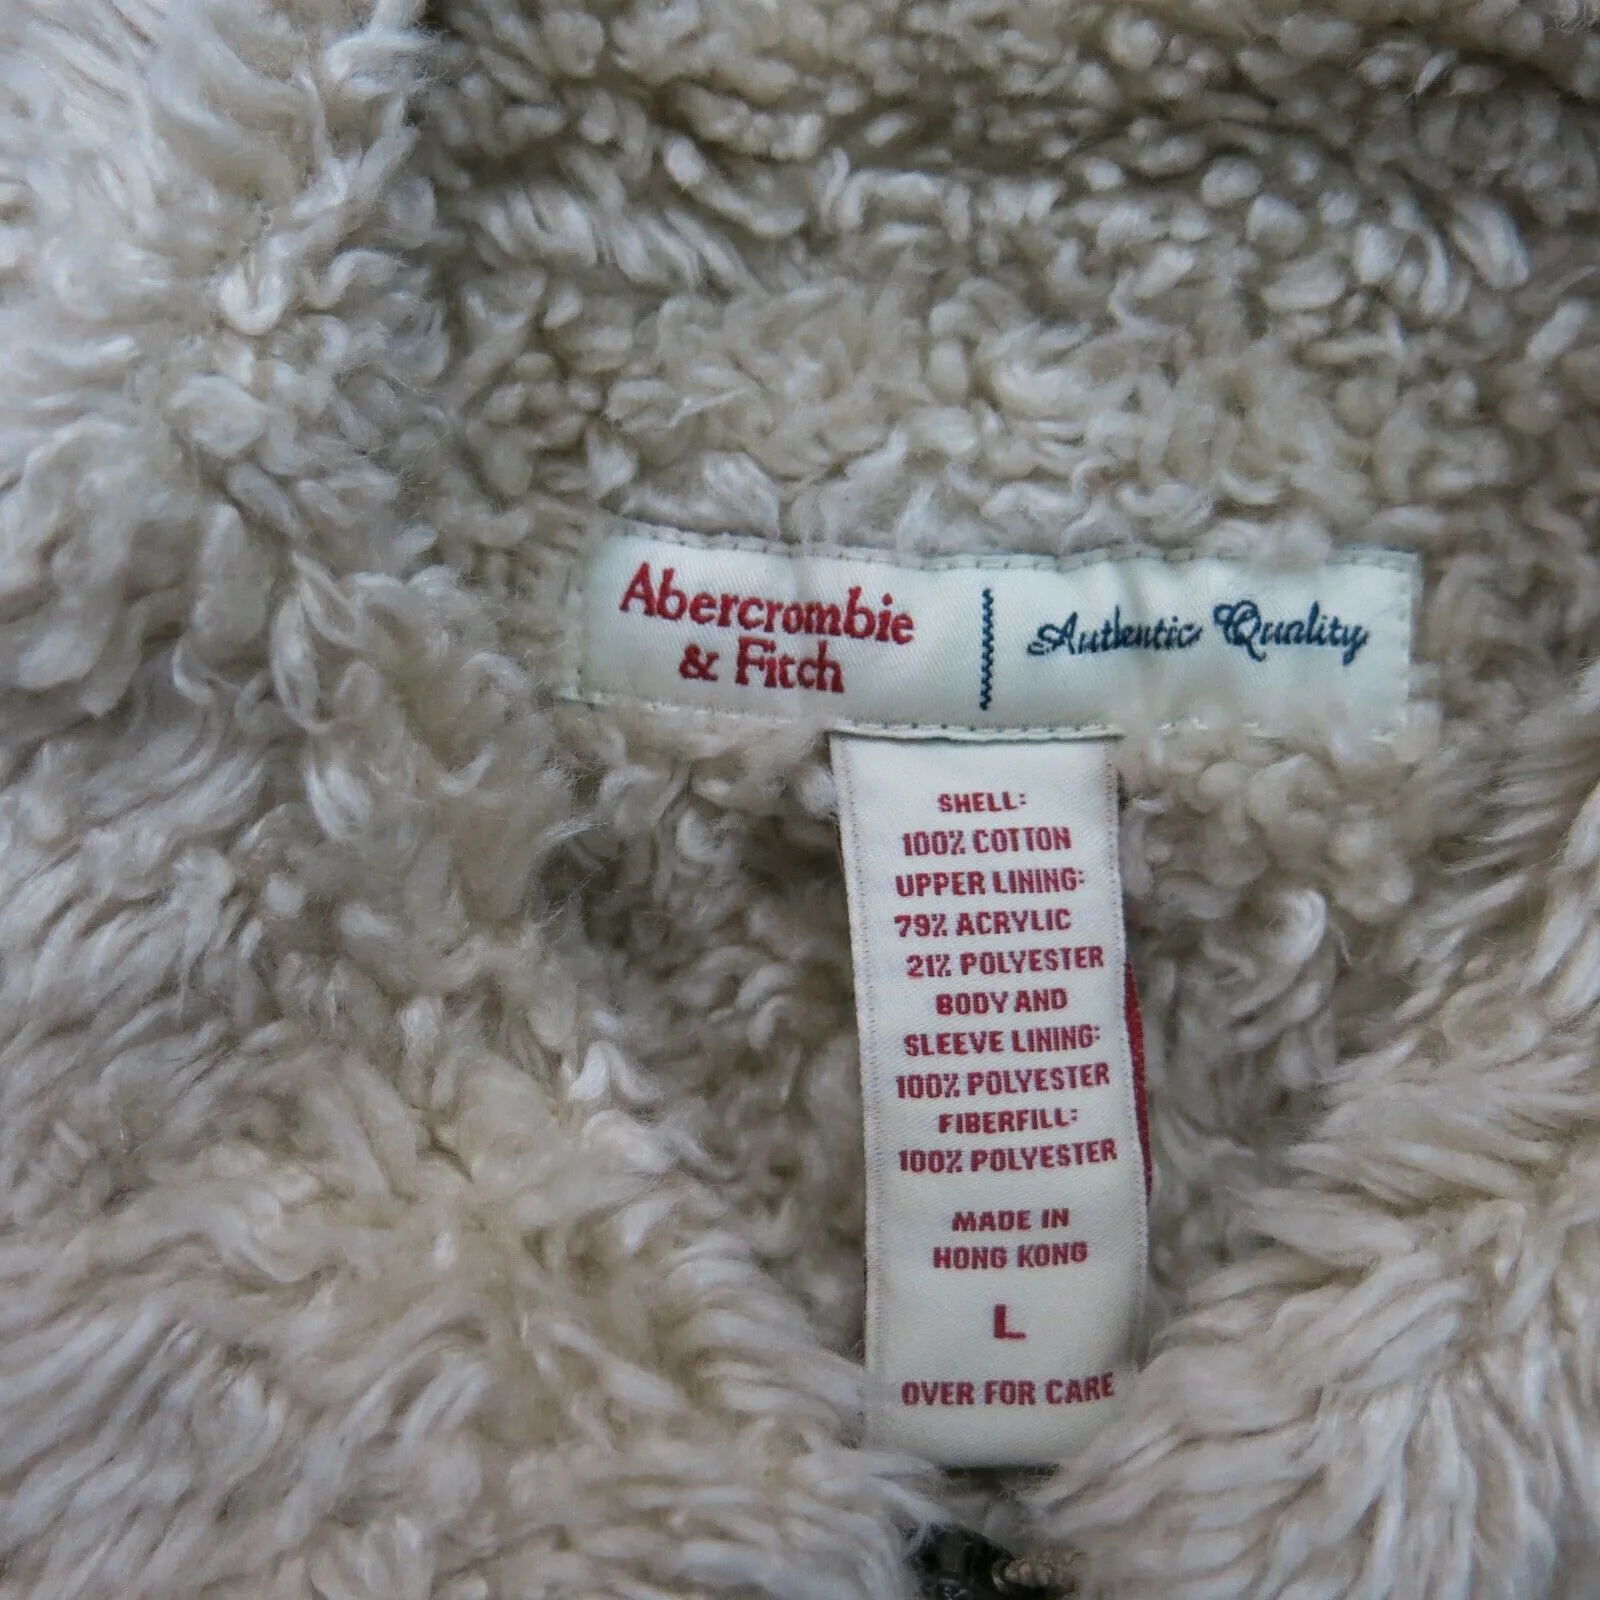 Abercrombie
& Fitch
Authentic Quality
SHELL:
100% COTTON
UPPER LINING:
79% ACRYLIC
21% POLYESTER
BODY AND
SLEEVE LINING:
100% POLYESTER
FIBERFILL:
100% POLYESTER
MADE IN
HONG KONG
L
OVER FOR CARE